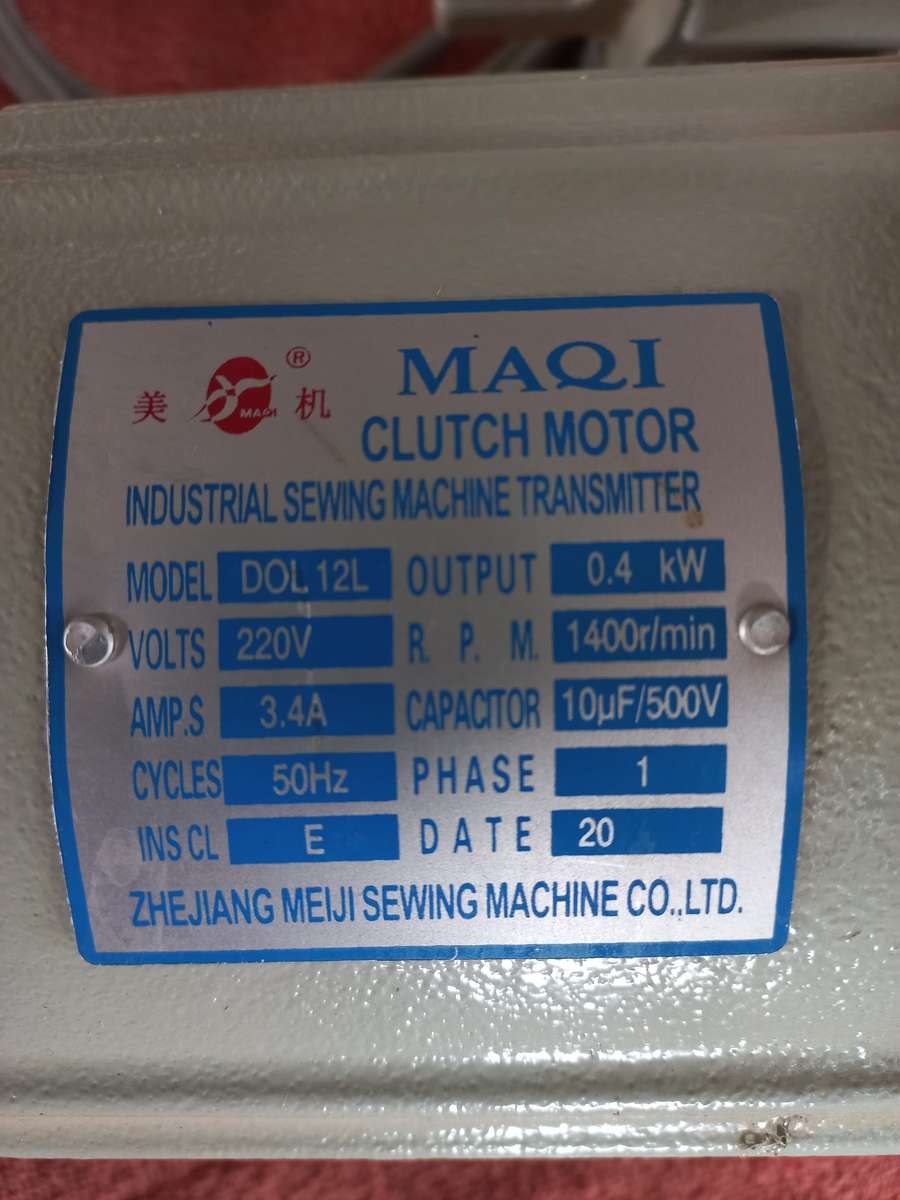 美 MAQI 机 ®
MAQI
CLUTCH MOTOR
INDUSTRIAL SEWING MACHINE TRANSMITTER
MODEL DOL 12L OUTPUT 0.4 kW
VOLTS 220V R. P. M. 1400r/min
AMP.S 3.4A CAPACITOR 10µF/500V
CYCLES 50Hz PHASE 1
INS CL E DATE 20
ZHEJIANG MEIJI SEWING MACHINE CO.,LTD.